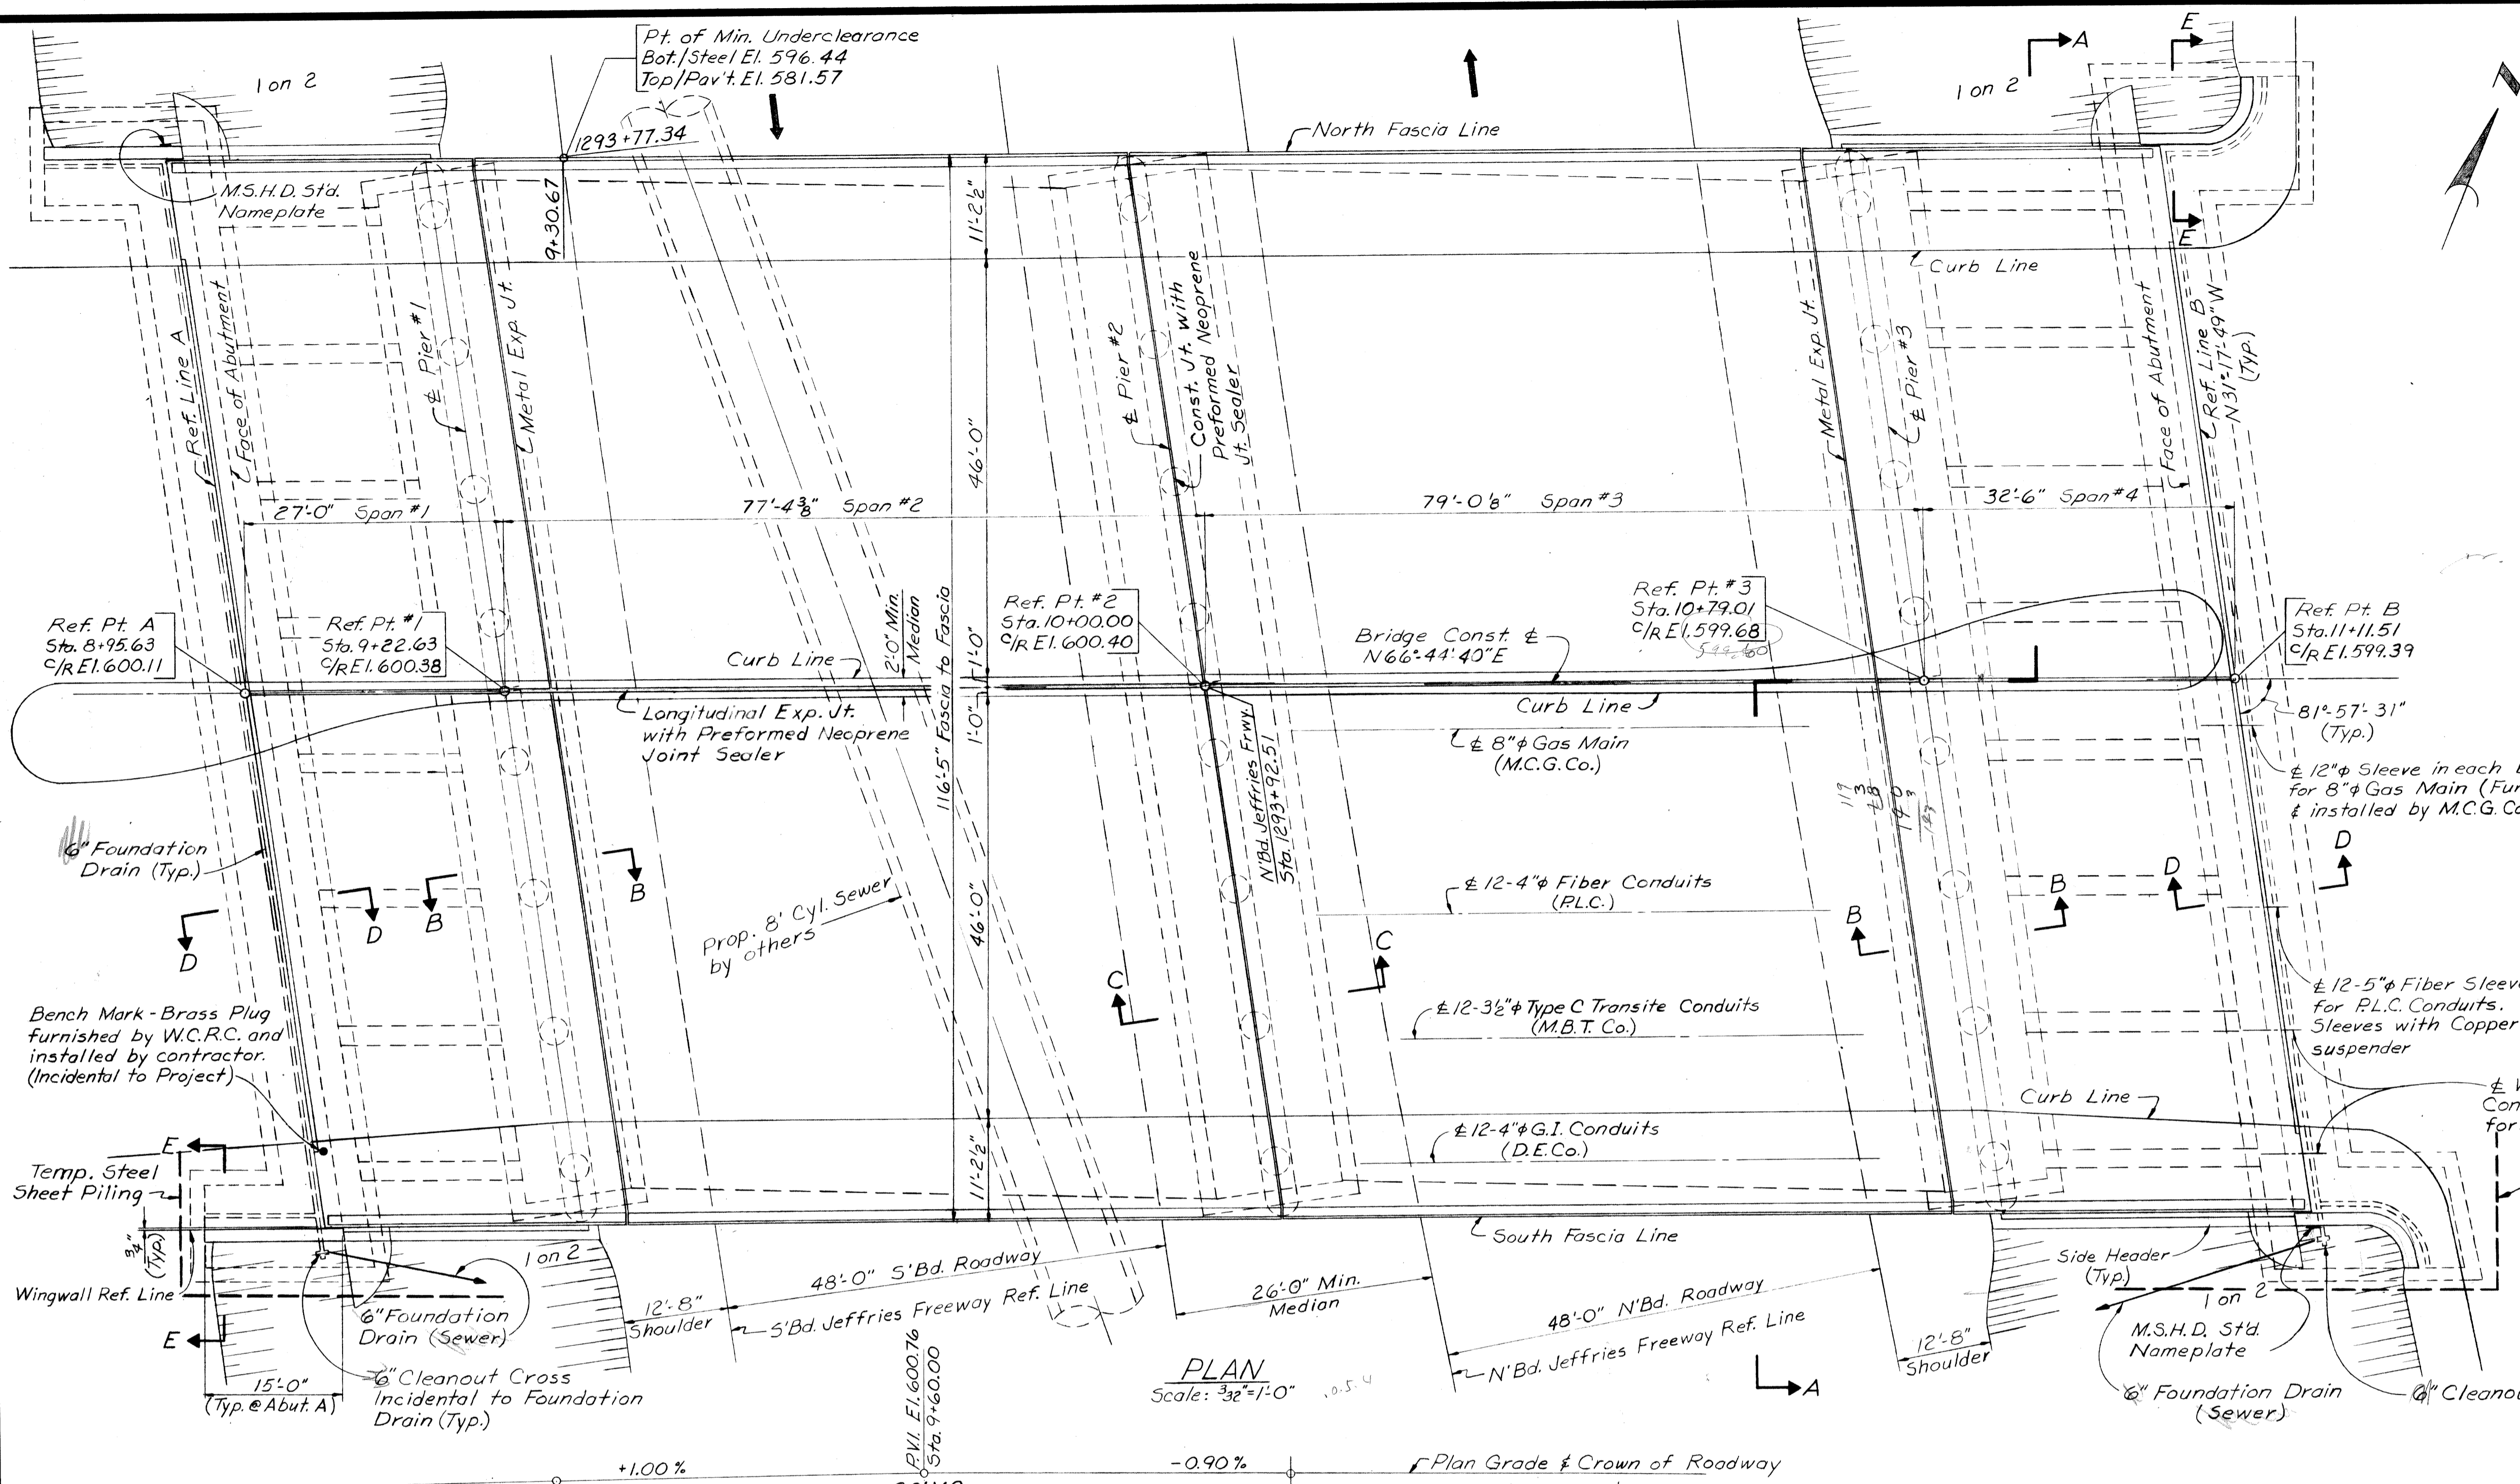 Pt. of Min. Underclearance
Bot./Steel El. 596.44
Top/Pav't. El. 581.57
1 on 2
1293+77.34
North Fascia Line
1 on 2
A
E
M.S.H.D. St'd.
Nameplate
9+30.67
11'-2½"
Curb Line
E
Ref. Line A
Face of Abutment
⅊ Pier #1
Metal Exp. Jt.
⅊ Pier #2
Const. Jt. with
Preformed Neoprene
Jt. Sealer
Metal Exp. Jt.
⅊ Pier #3
Face of Abutment
Ref. Line B
N31°-17'-49"W
(Typ.)
46'-0"
27'-0" Span #1
77'-4⅜" Span #2
79'-0⅛" Span #3
32'-6" Span #4
Ref. Pt. A
Sta. 8+95.63
C/R El. 600.11
Ref. Pt. #1
Sta. 9+22.63
C/R El. 600.38
Curb Line
2'-0" Min.
Median
116'-5" Fascia to Fascia
1'-0"
1'-0"
Ref. Pt. #2
Sta. 10+00.00
C/R El. 600.40
Bridge Const. ⅊
N66°-44'-40"E
Ref. Pt. #3
Sta. 10+79.01
C/R El. 599.68
Ref. Pt. B
Sta. 11+11.51
C/R El. 599.39
Longitudinal Exp. Jt.
with Preformed Neoprene
Joint Sealer
Curb Line
⅊ 8"φ Gas Main
(M.C.G. Co.)
81°-57'-31"
(Typ.)
⅊ 12"φ Sleeve in each
for 8"φ Gas Main
& installed by M.C.G. Co
N'Bd. Jeffries Frwy.
Sta. 1293+92.51
6" Foundation
Drain (Typ.)
D
D
B
B
Prop. 8' Cyl. Sewer
by others
46'-0"
⅊ 12-4"φ Fiber Conduits
(P.L.C.)
C
C
B
B
D
D
Bench Mark - Brass Plug
furnished by W.C.R.C. and
installed by contractor.
(Incidental to Project)
⅊ 12-3½"φ Type C Transite Conduits
(M.B.T. Co.)
⅊ 12-5"φ Fiber
for P.L.C. Conduits.
Sleeves with Copper
suspender
Curb Line
for
E
Temp. Steel
Sheet Piling
11'-2½"
⅊ 12-4"φ G.I. Conduits
(D.E. Co.)
(Typ.)
Wingwall Ref. Line
1 on 2
South Fascia Line
Side Header
(Typ.)
1 on 2
12'-8"
Shoulder
48'-0" S'Bd. Roadway
S'Bd. Jeffries Freeway Ref. Line
26'-0" Min.
Median
48'-0" N'Bd. Roadway
N'Bd. Jeffries Freeway Ref. Line
12'-8"
Shoulder
M.S.H.D. St'd.
Nameplate
6" Foundation
Drain (Sewer)
E
15'-0"
(Typ. @ Abut. A)
6" Cleanout Cross
Incidental to Foundation
Drain (Typ.)
P.V.I. El. 600.76
Sta. 9+60.00
PLAN
Scale: 3/32"=1'-0"
A
6" Foundation Drain
(Sewer)
+1.00%
-0.90%
Plan Grade & Crown of Roadway